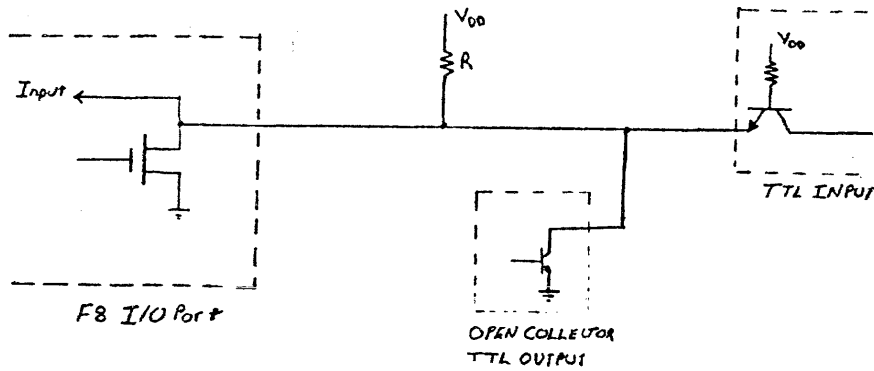 VDD
R
VDD
Input
TTL INPUT
F8 I/O Port
OPEN COLLECTOR
TTL OUTPUT